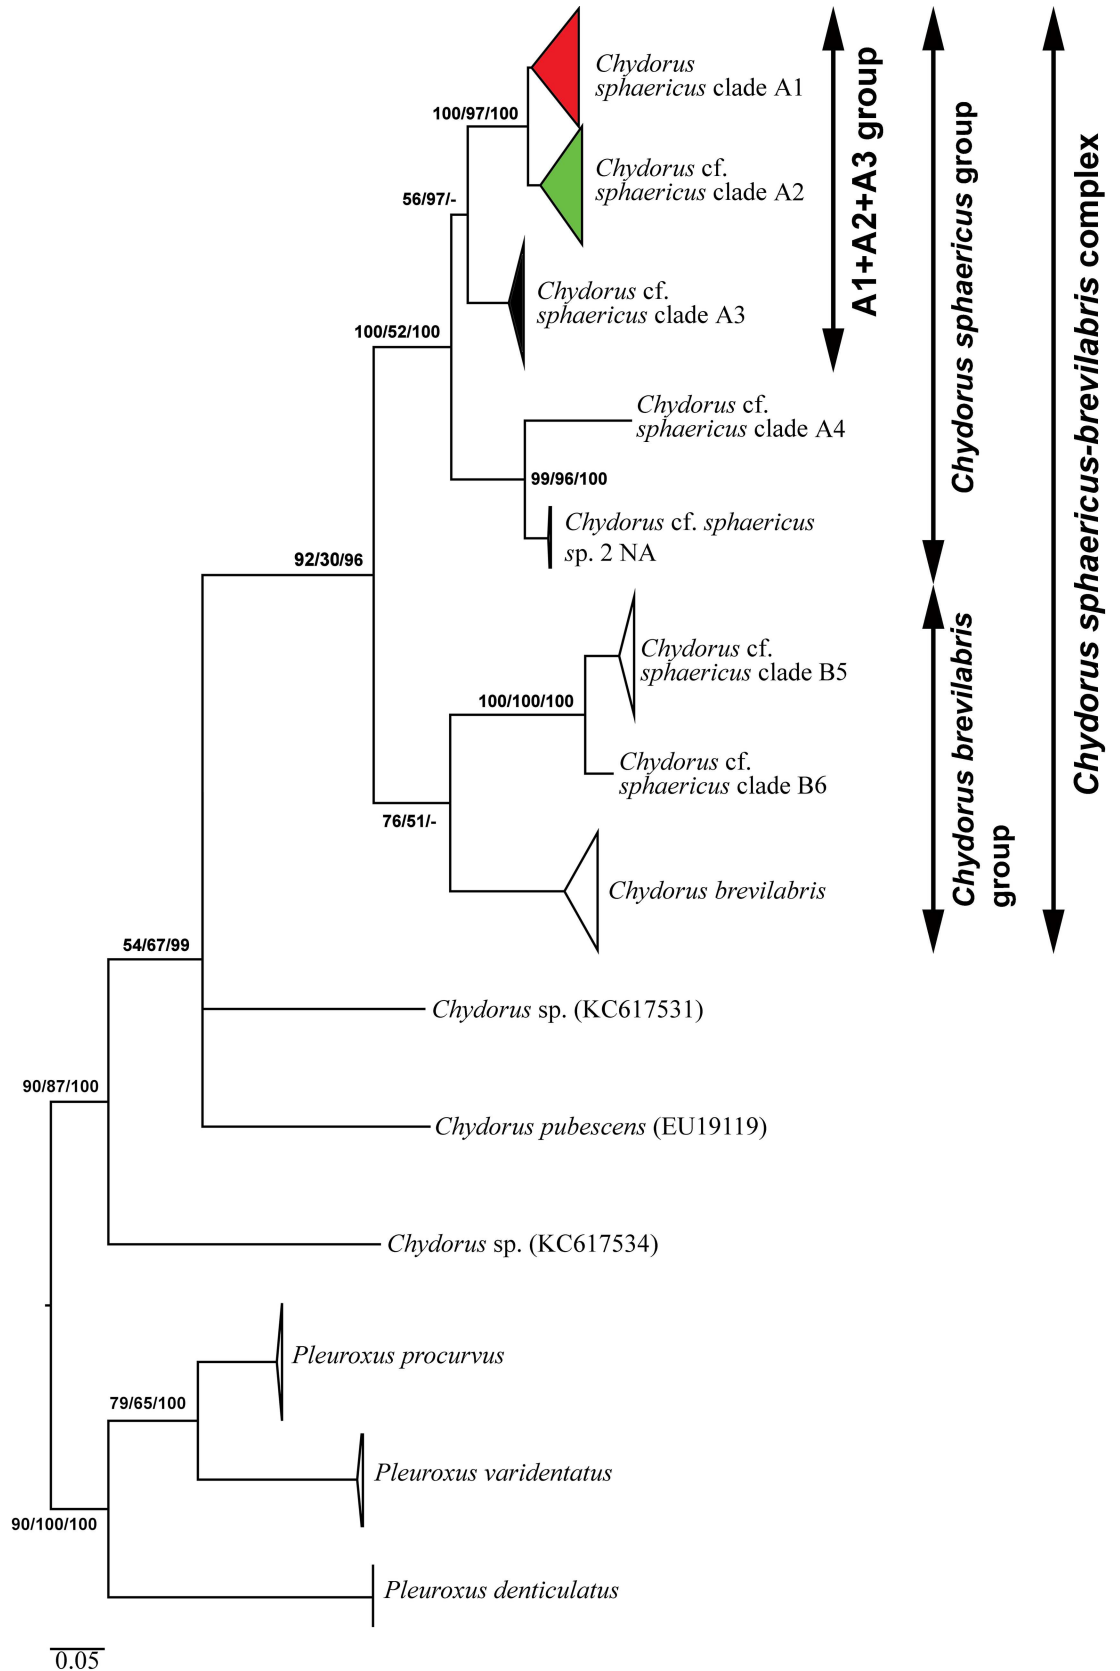 Chydorus
sphaericus clade A1
100/97/100
Chydorus cf.
sphaericus clade A2
56/97/-
Chydorus cf.
sphaericus clade A3
100/52/100
Chydorus cf.
sphaericus clade A4
99/96/100
Chydorus cf. sphaericus
sp. 2 NA
92/30/96
Chydorus cf.
sphaericus clade B5
100/100/100
Chydorus cf.
sphaericus clade B6
76/51/-
Chydorus brevilabris
54/67/99
Chydorus sp. (KC617531)
90/87/100
Chydorus pubescens (EU19119)
Chydorus sp. (KC617534)
Pleuroxus procurvus
79/65/100
Pleuroxus varidentatus
90/100/100
Pleuroxus denticulatus
0.05
A1+A2+A3 group
Chydorus sphaericus group
Chydorus brevilabris
group
Chydorus sphaericus-brevilabris complex